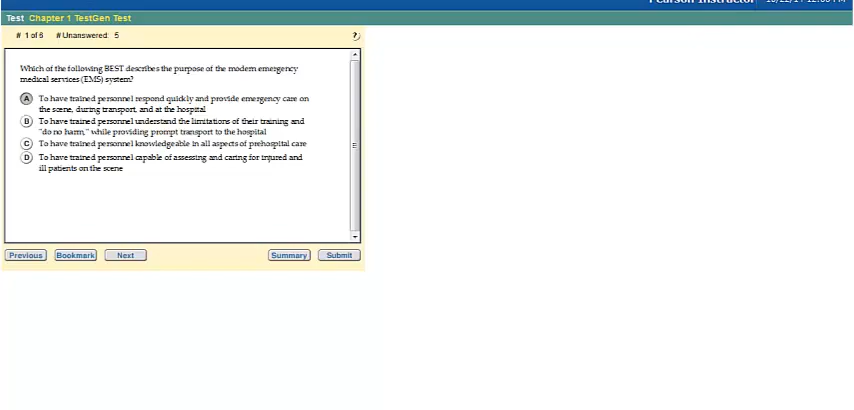 Pearson Instructor
Test Chapter 1 TestGen Test
# 1 of 6 # Unanswered: 5 ?
Which of the following BEST describes the purpose of the modern emergency
medical services (EMS) system?
A To have trained personnel respond quickly and provide emergency care on
the scene, during transport, and at the hospital
B To have trained personnel understand the limitations of their training and
"do no harm," while providing prompt transport to the hospital
C To have trained personnel knowledgeable in all aspects of prehospital care
D To have trained personnel capable of assessing and caring for injured and
ill patients on the scene
Previous Bookmark Next Summary Submit